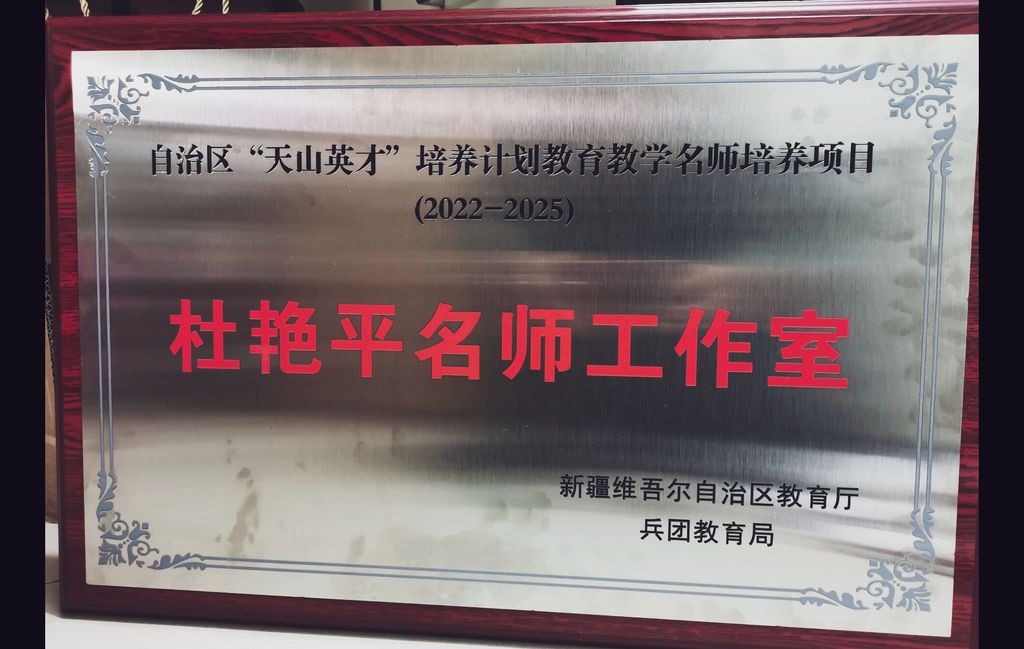 自治区“天山英才”培养计划教育教学名师培养项目
(2022-2025)
杜艳平名师工作室
新疆维吾尔自治区教育厅
兵团教育局